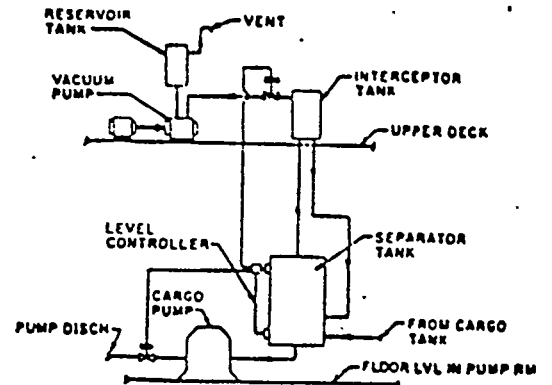 RESERVOIR
TANK
VENT
VACUUM
PUMP
INTERCEPTOR
TANK
UPPER DECK
LEVEL
CONTROLLER
SEPARATOR
TANK
CARGO
PUMP
PUMP DISCH
FROM CARGO
TANK
FLOOR LVL IN PUMP RM